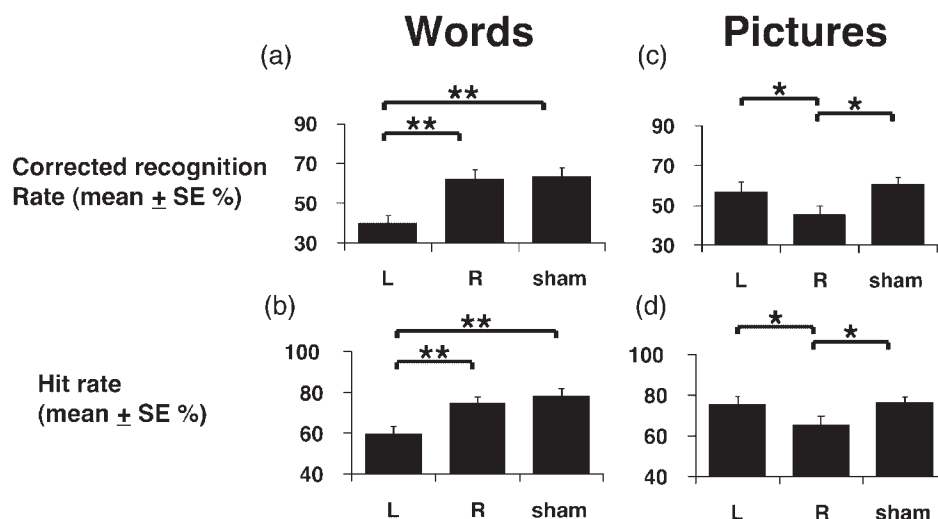 Words
Pictures
(a)
(c)
Corrected recognition
Rate (mean ± SE %)
**
**
90
70
50
30
L
R
sham
*
*
90
70
50
30
L
R
sham
(b)
(d)
Hit rate
(mean ± SE %)
**
**
100
80
60
40
L
R
sham
*
*
100
80
60
40
L
R
sham